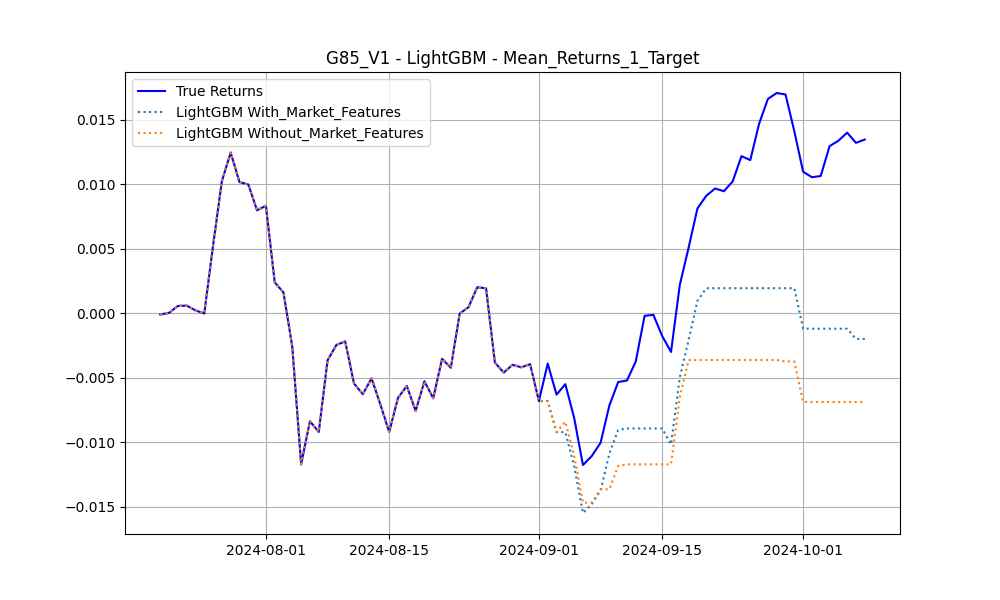 G85_V1 - LightGBM - Mean_Returns_1_Target
True Returns
LightGBM With_Market_Features
LightGBM Without_Market_Features
0.015
0.010
0.005
0.000
−0.005
−0.010
−0.015
2024-08-01 2024-08-15 2024-09-01 2024-09-15 2024-10-01